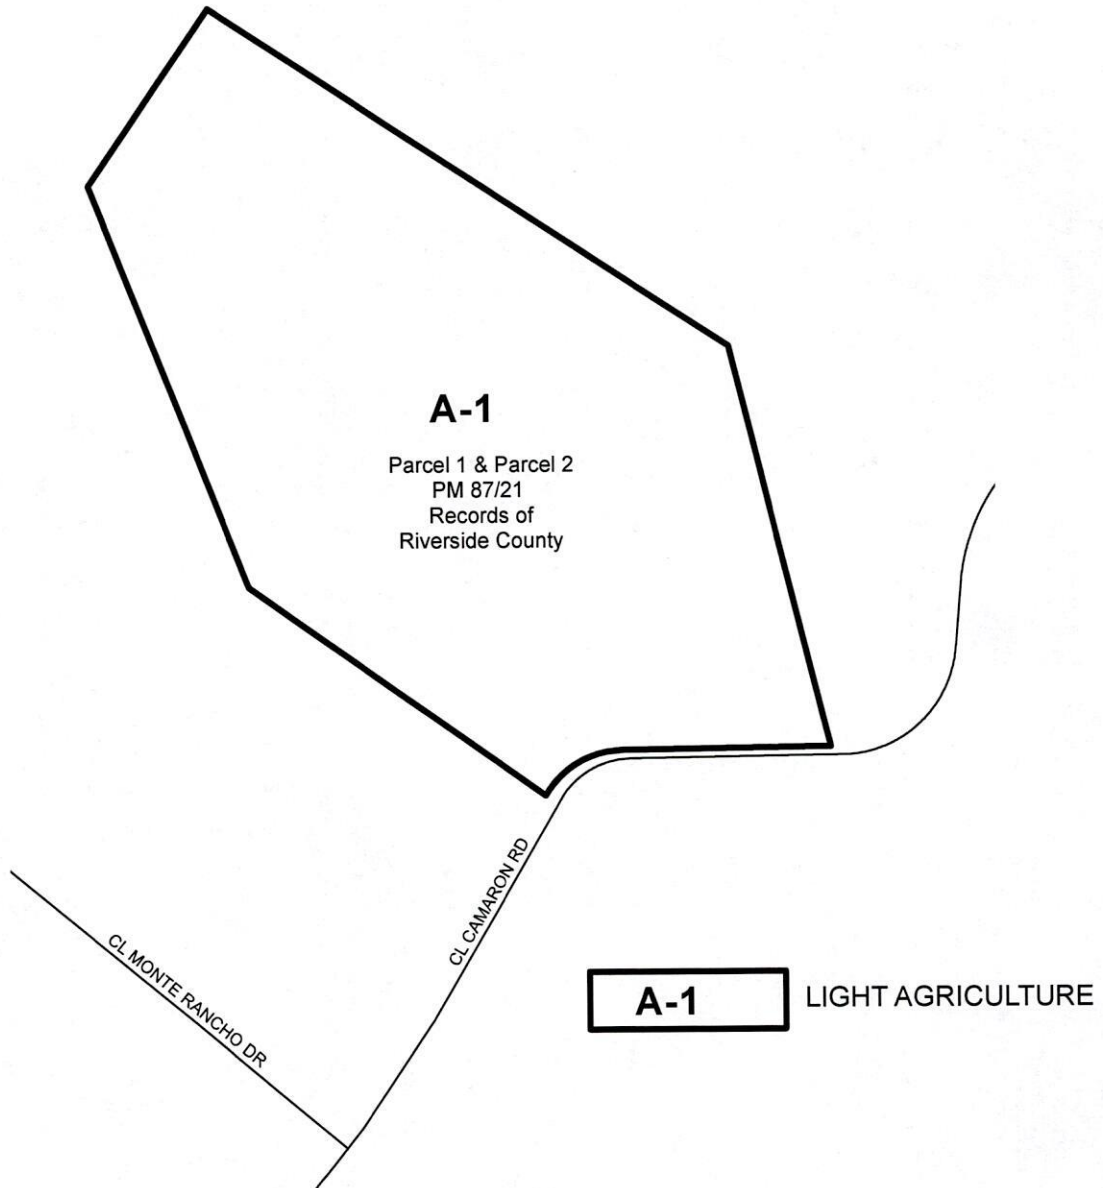 A-1
Parcel 1 & Parcel 2
PM 87/21
Records of
Riverside County
CL CAMARON RD
CL MONTE RANCHO DR
A-1 LIGHT AGRICULTURE